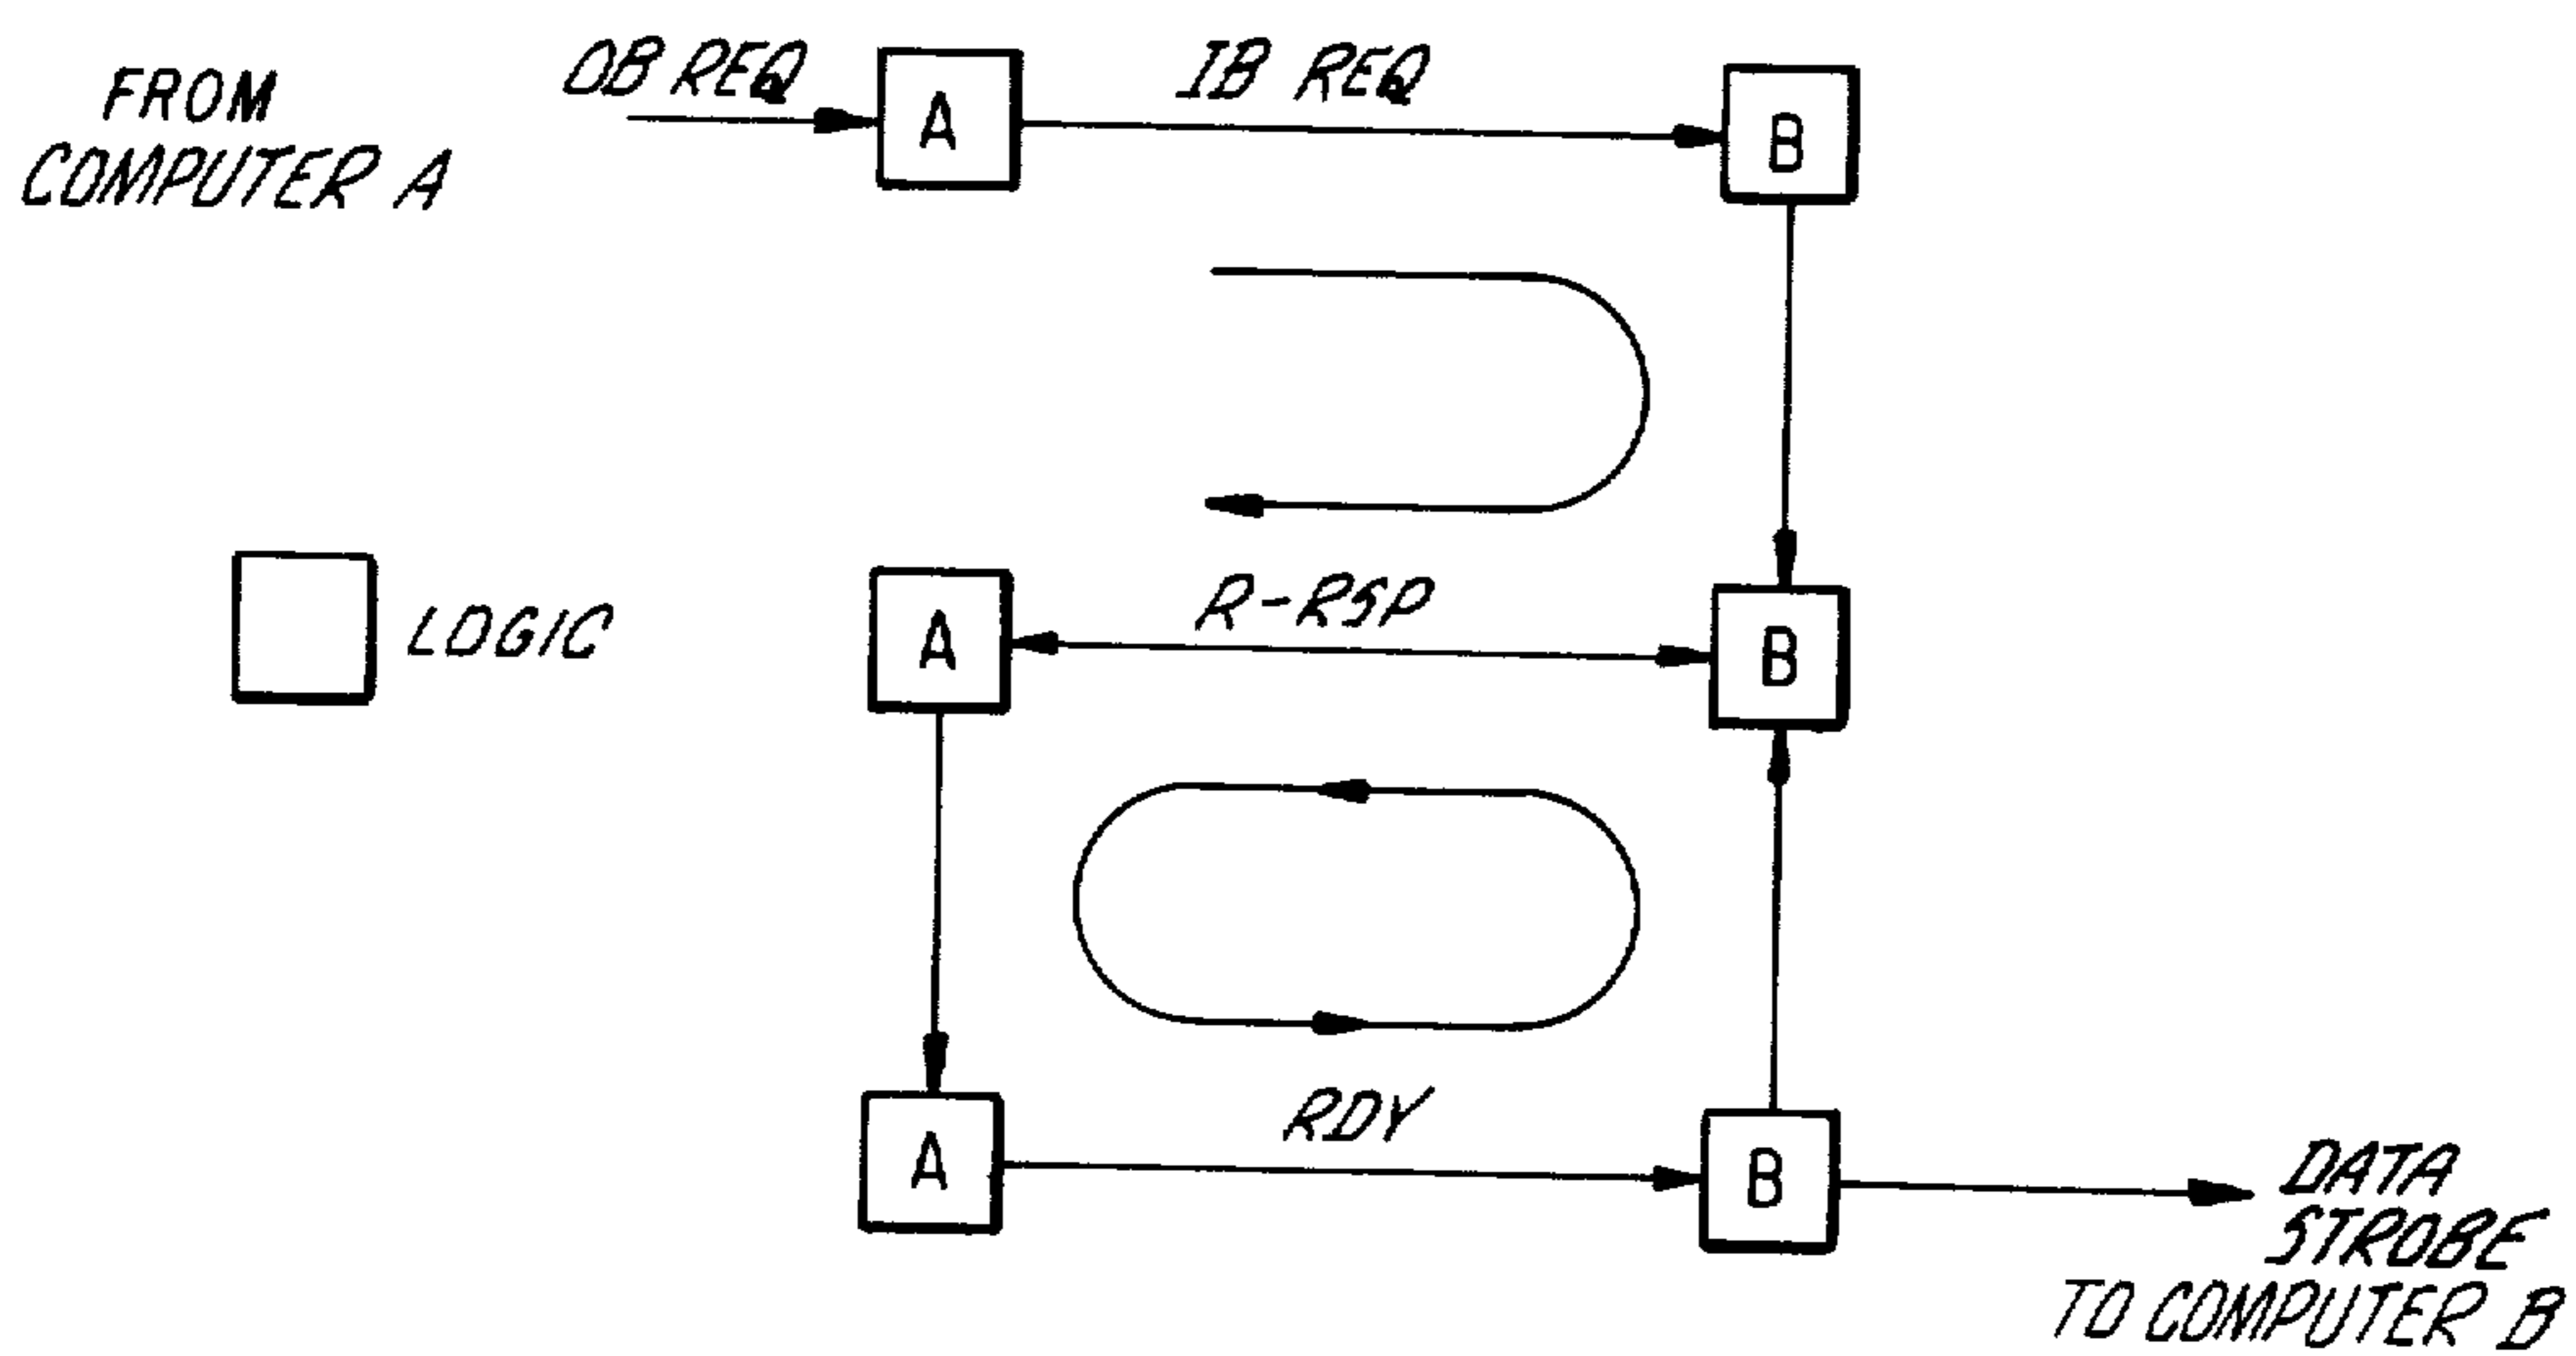 FROM
COMPUTER A
OB REQ
A
IB REQ
B
LOGIC
A
R-RSP
B
A
RDY
B
DATA
STROBE
TO COMPUTER B